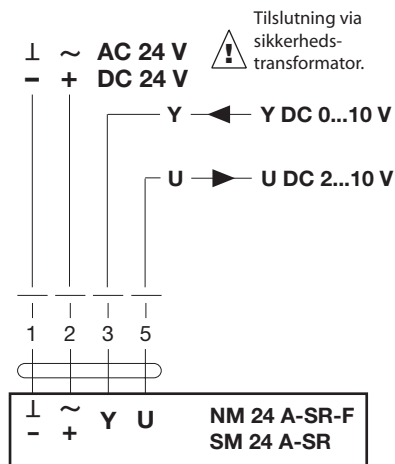 Tilslutning via
sikkerheds-
transformator.
⊥ ~ AC 24 V
– + DC 24 V
Y Y DC 0...10 V
U U DC 2...10 V
1 2 3 5
⊥ ~ Y U NM 24 A-SR-F
– + SM 24 A-SR